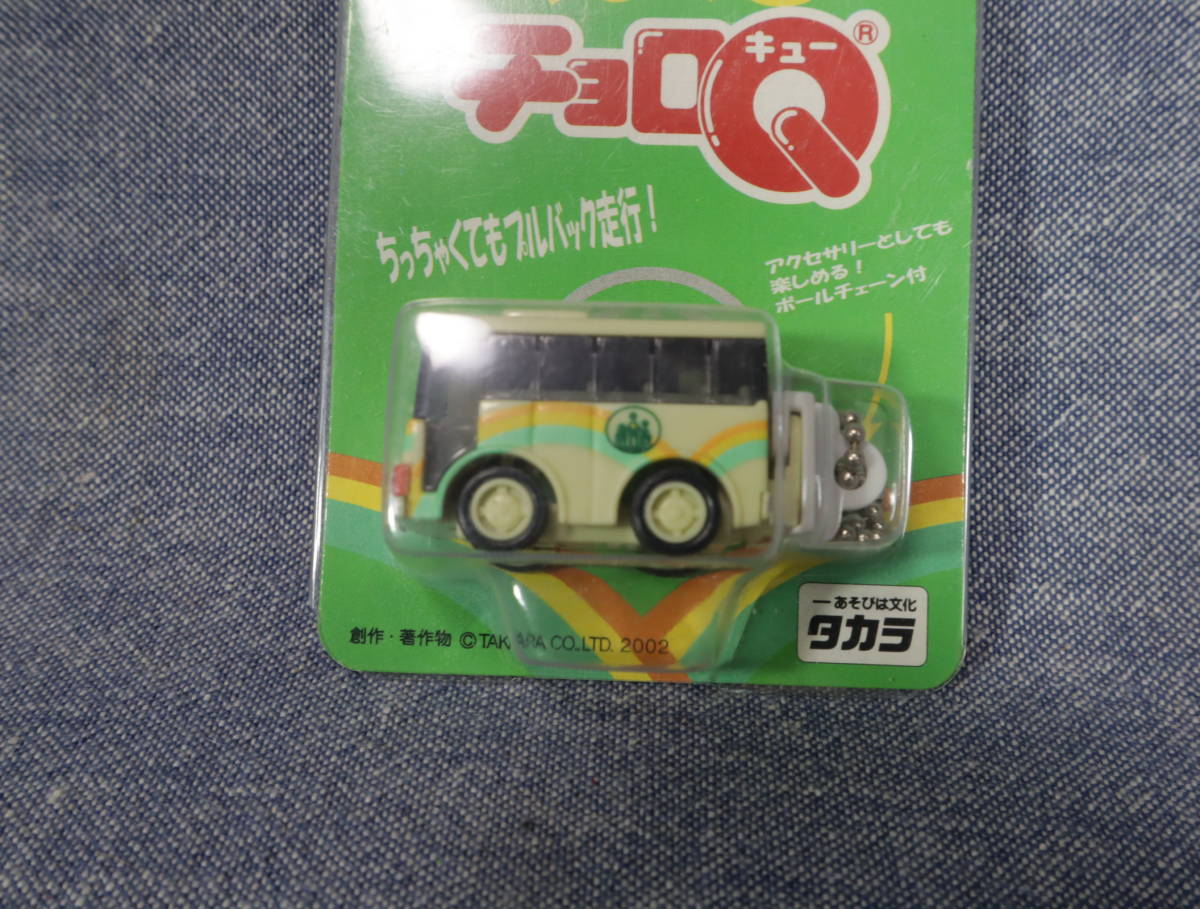 チョロQ
キュー
®
ちっちゃくてもプルバック走行！
アクセサリーとしても
楽しめる！
ボールチェーン付
創作・著作物 ©TAKARA CO.,LTD. 2002
ーあそびは文化
タカラ